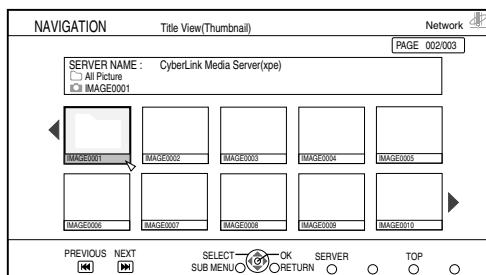 NAVIGATION Title View(Thumbnail) Network
PAGE 002/003
SERVER NAME : CyberLink Media Server(xpe)
All Picture
IMAGE0001
IMAGE0001 IMAGE0002 IMAGE0003 IMAGE0004 IMAGE0005
IMAGE0006 IMAGE0007 IMAGE0008 IMAGE0009 IMAGE0010
PREVIOUS NEXT SELECT OK SERVER TOP
SUB MENU RETURN